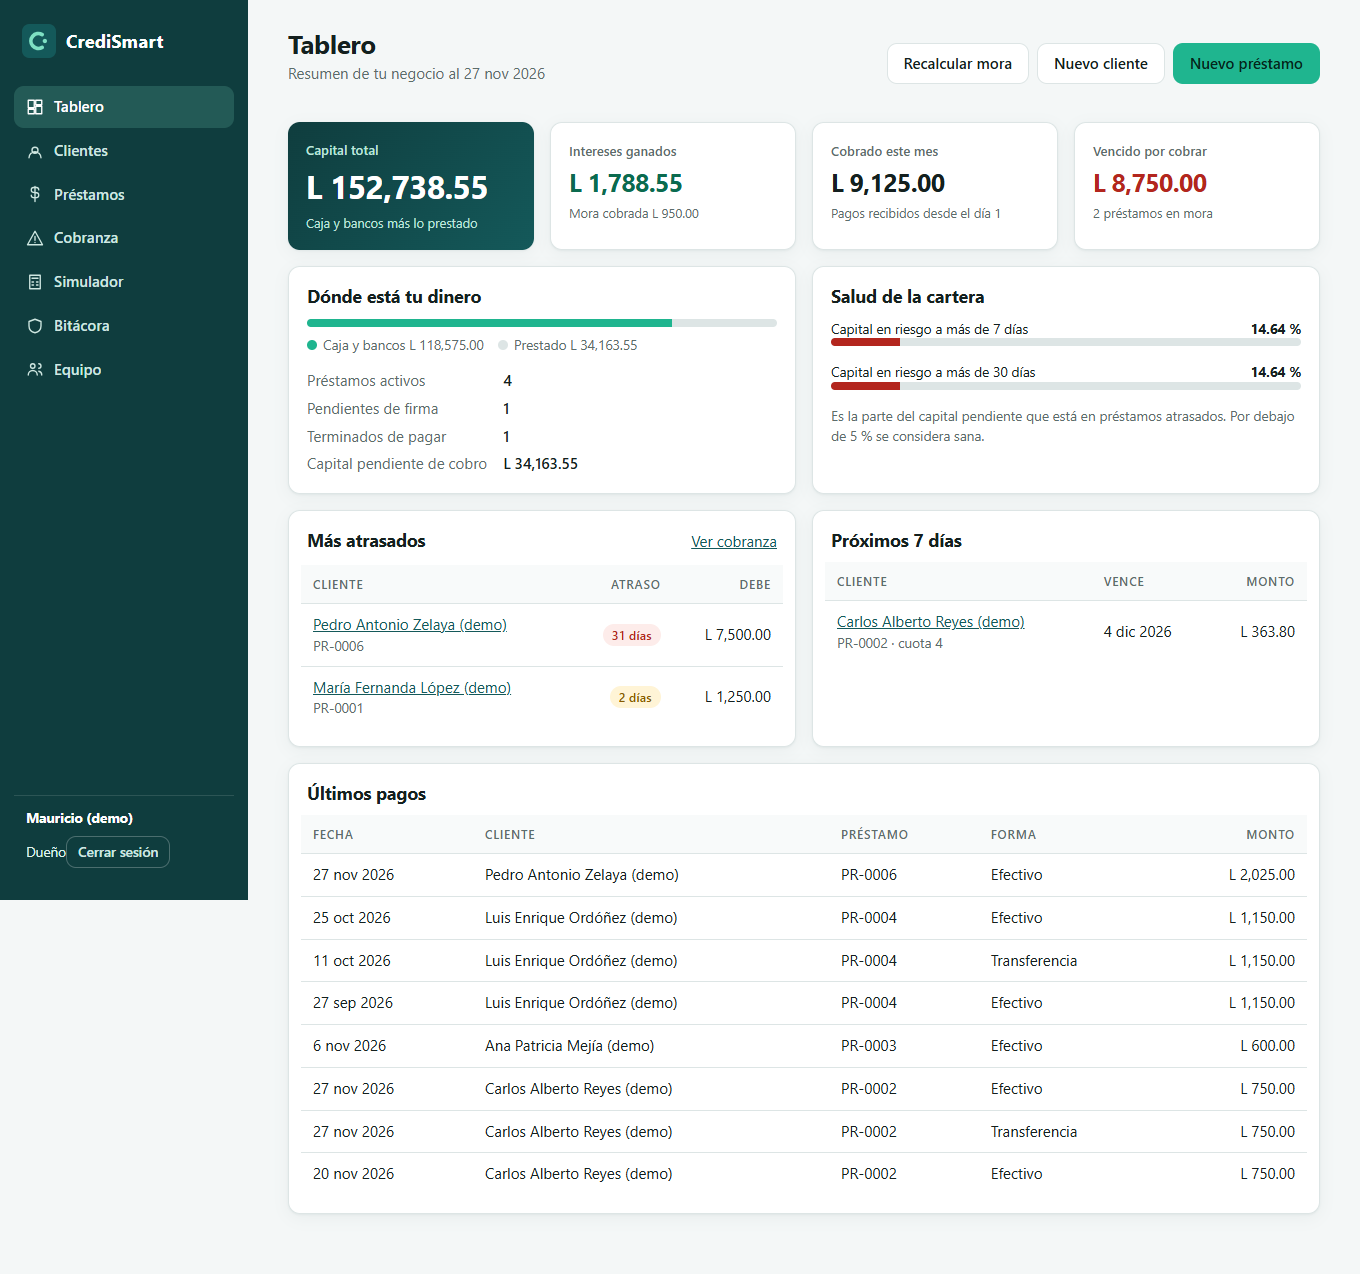 CrediSmart
Tablero
Clientes
Préstamos
Cobranza
Simulador
Bitácora
Equipo
Mauricio (demo)
Dueño Cerrar sesión
Tablero
Resumen de tu negocio al 27 nov 2026
Recalcular mora Nuevo cliente Nuevo préstamo
Capital total
L 152,738.55
Caja y bancos más lo prestado
Intereses ganados
L 1,788.55
Mora cobrada L 950.00
Cobrado este mes
L 9,125.00
Pagos recibidos desde el día 1
Vencido por cobrar
L 8,750.00
2 préstamos en mora
Dónde está tu dinero
Caja y bancos L 118,575.00 Prestado L 34,163.55
Préstamos activos 4
Pendientes de firma 1
Terminados de pagar 1
Capital pendiente de cobro L 34,163.55
Salud de la cartera
Capital en riesgo a más de 7 días 14.64 %
Capital en riesgo a más de 30 días 14.64 %
Es la parte del capital pendiente que está en préstamos atrasados. Por debajo
de 5 % se considera sana.
Más atrasados Ver cobranza
CLIENTE ATRASO DEBE
Pedro Antonio Zelaya (demo)
PR-0006
31 días L 7,500.00
María Fernanda López (demo)
PR-0001
2 días L 1,250.00
Próximos 7 días
CLIENTE VENCE MONTO
Carlos Alberto Reyes (demo)
PR-0002 · cuota 4
4 dic 2026 L 363.80
Últimos pagos
FECHA CLIENTE PRÉSTAMO FORMA MONTO
27 nov 2026 Pedro Antonio Zelaya (demo) PR-0006 Efectivo L 2,025.00
25 oct 2026 Luis Enrique Ordóñez (demo) PR-0004 Efectivo L 1,150.00
11 oct 2026 Luis Enrique Ordóñez (demo) PR-0004 Transferencia L 1,150.00
27 sep 2026 Luis Enrique Ordóñez (demo) PR-0004 Efectivo L 1,150.00
6 nov 2026 Ana Patricia Mejía (demo) PR-0003 Efectivo L 600.00
27 nov 2026 Carlos Alberto Reyes (demo) PR-0002 Efectivo L 750.00
27 nov 2026 Carlos Alberto Reyes (demo) PR-0002 Transferencia L 750.00
20 nov 2026 Carlos Alberto Reyes (demo) PR-0002 Efectivo L 750.00